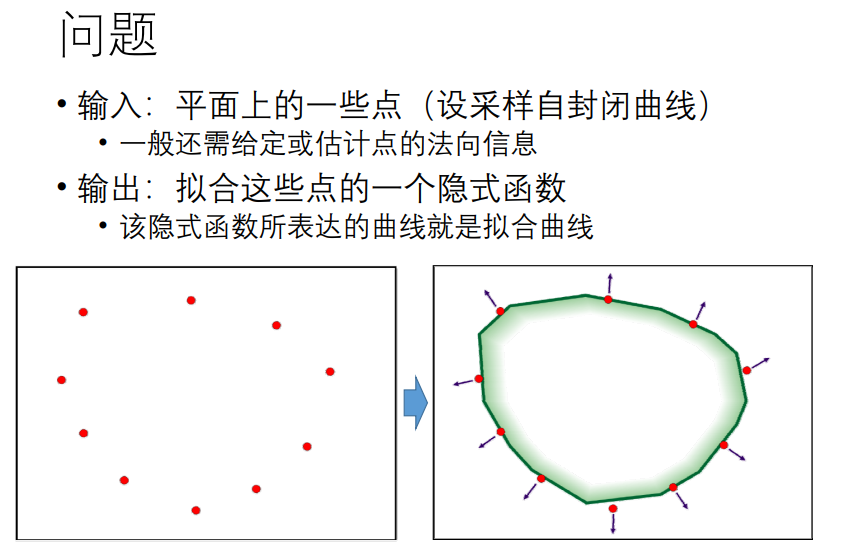 问题
• 输入：平面上的一些点（设采样自封闭曲线）
• 一般还需给定或估计点的法向信息
• 输出：拟合这些点的一个隐式函数
• 该隐式函数所表达的曲线就是拟合曲线